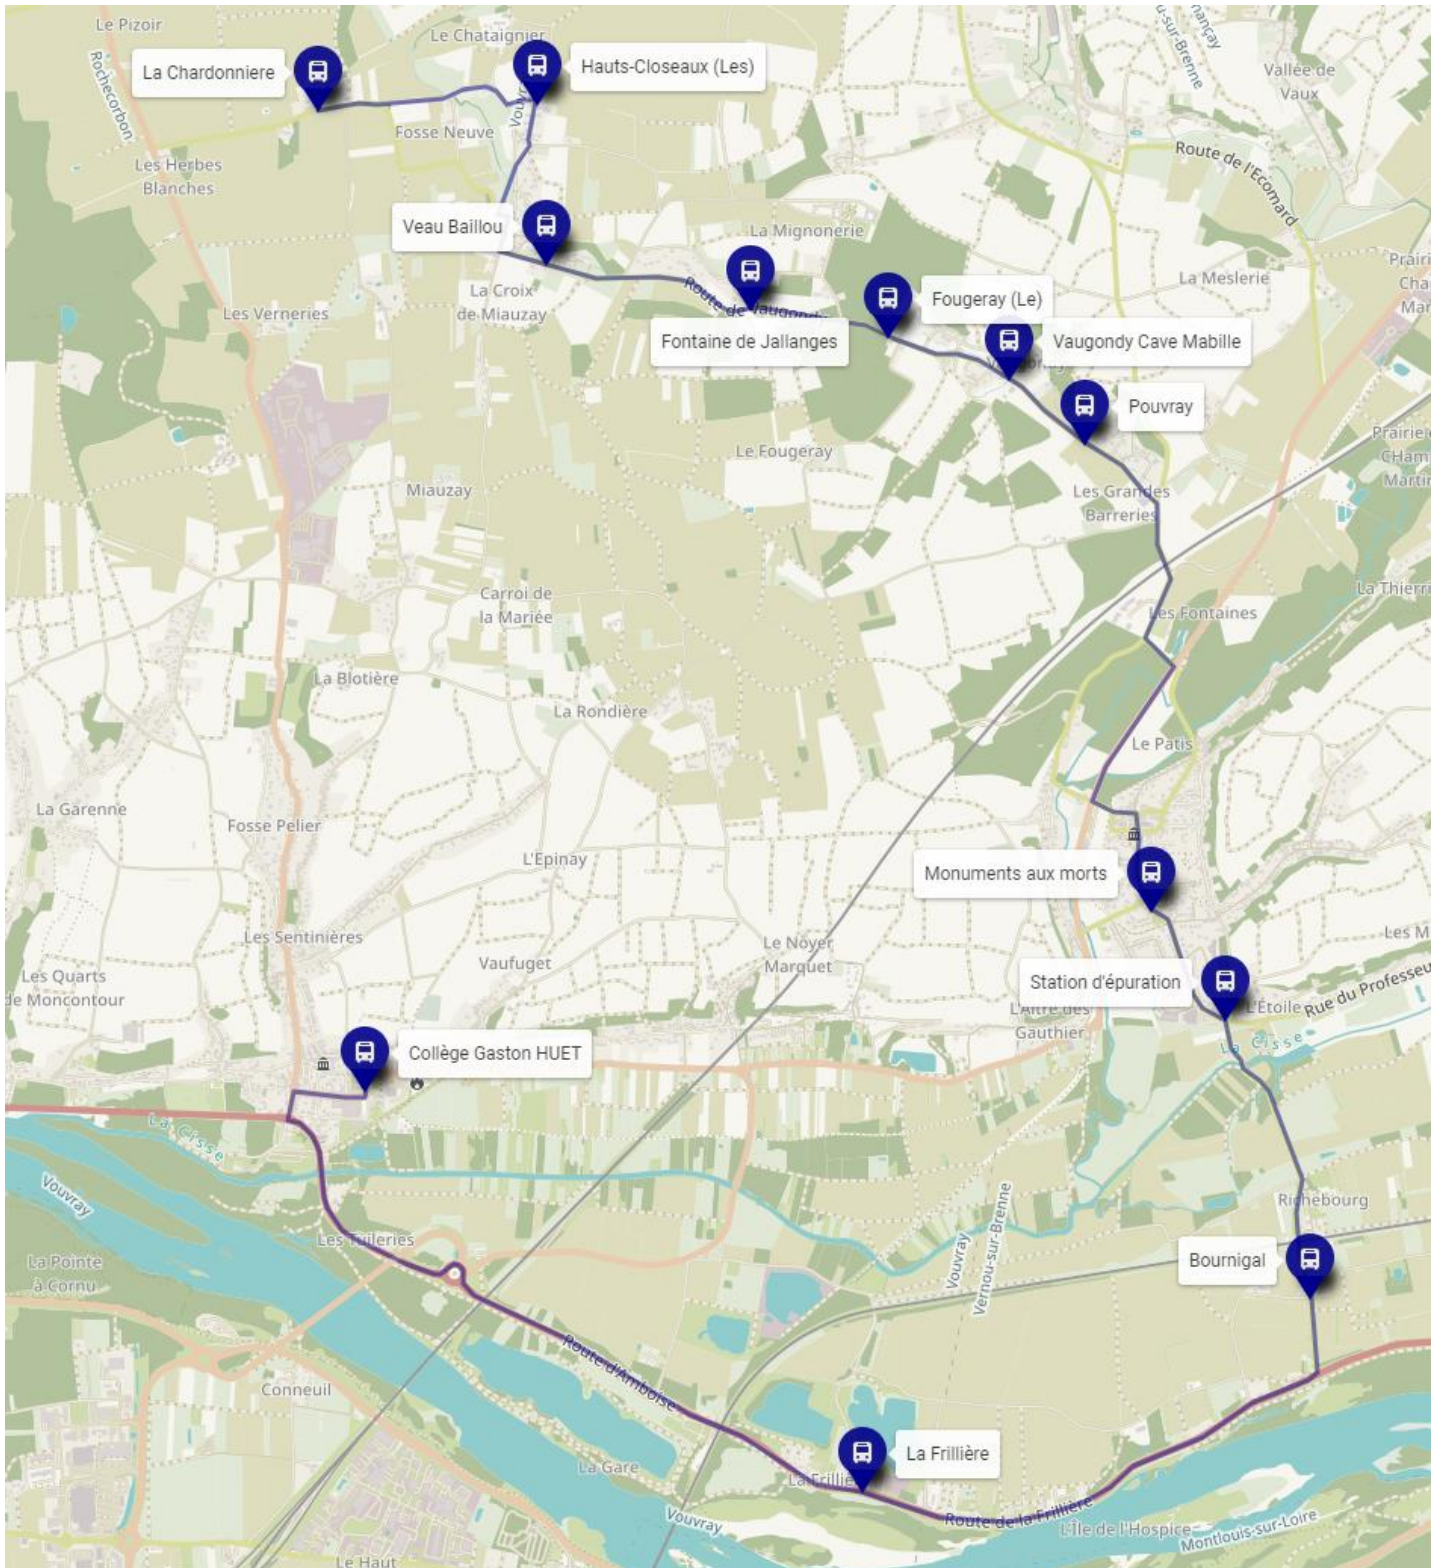 Le Pizoir
Le Chataignier
Vallée de
Vaux
La Chardonniere
Hauts-Closeaux (Les)
Rochecorbon
Fosse Neuve
Route de l'Ecomard
Les Herbes
Blanches
Veau Baillou
La Mignonerie
La Meslerie
La Croix
de Miauzay
Les Verneries
Fougeray (Le)
Fontaine de Jallanges
Vaugondy Cave Mabille
Pouvray
Le Fougeray
Miauzay
Les Grandes
Barreries
Carroi de
la Mariée
Les Fontaines
La Blotière
La Rondière
Le Patis
La Garenne
Fosse Pelier
L'Epinay
Monuments aux morts
Les Sentinières
Le Noyer
Marquet
Vaufuget
Les Quarts
de Moncontour
Station d'épuration
L'Étoile
Rue du Professeu
Gauthier
La Cisse
Collège Gaston HUET
La Cisse
Vouvray
Richebourg
Les Tuileries
Vouvray
Vernou-sur-Brenne
La Pointe
à Cornu
Bournigal
Route d'Amboise
Conneuil
La Gare
La Frillière
Route de la Frillière
Vouvray
L'Île de l'Hospice
Montlouis-sur-Loire
Le Haut